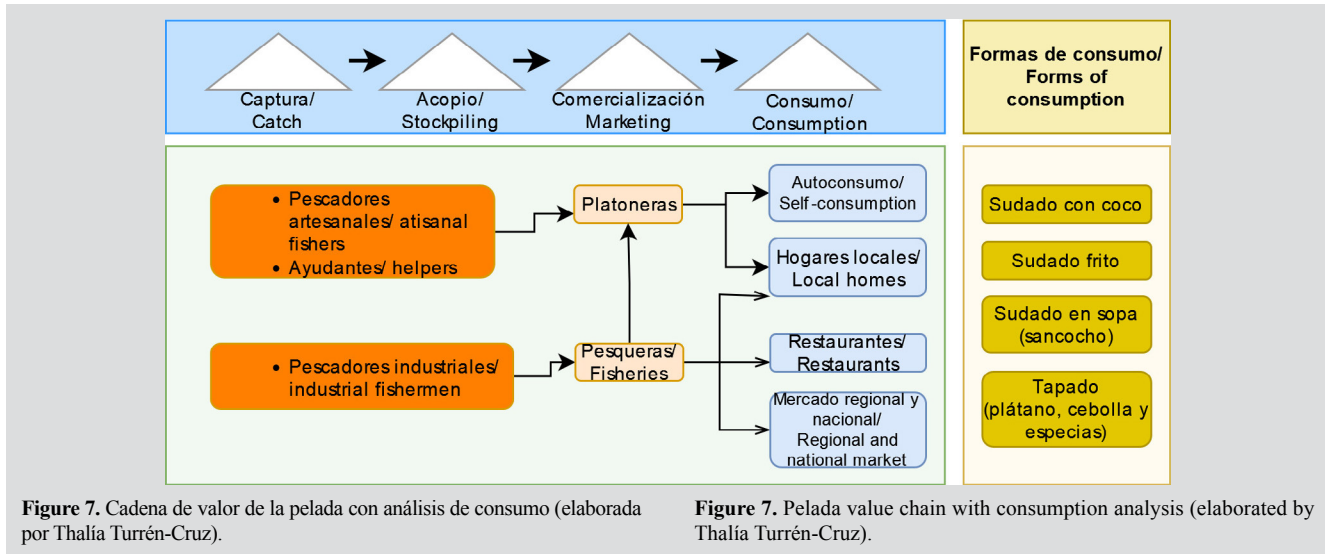 Captura/
Catch
Acopio/
Stockpiling
Comercialización
Marketing
Consumo/
Consumption
Formas de consumo/
Forms of
consumption
• Pescadores
artesanales/ atisanal
fishers
• Ayudantes/ helpers
Platoneras
Autoconsumo/
Self-consumption
Hogares locales/
Local homes
• Pescadores industriales/
industrial fishermen
Pesqueras/
Fisheries
Restaurantes/
Restaurants
Mercado regional y
nacional/
Regional and
national market
Sudado con coco
Sudado frito
Sudado en sopa
(sancocho)
Tapado
(plátano, cebolla y
especias)
Figure 7. Cadena de valor de la pelada con análisis de consumo (elaborada
por Thalía Turrén-Cruz).
Figure 7. Pelada value chain with consumption analysis (elaborated by
Thalía Turrén-Cruz).